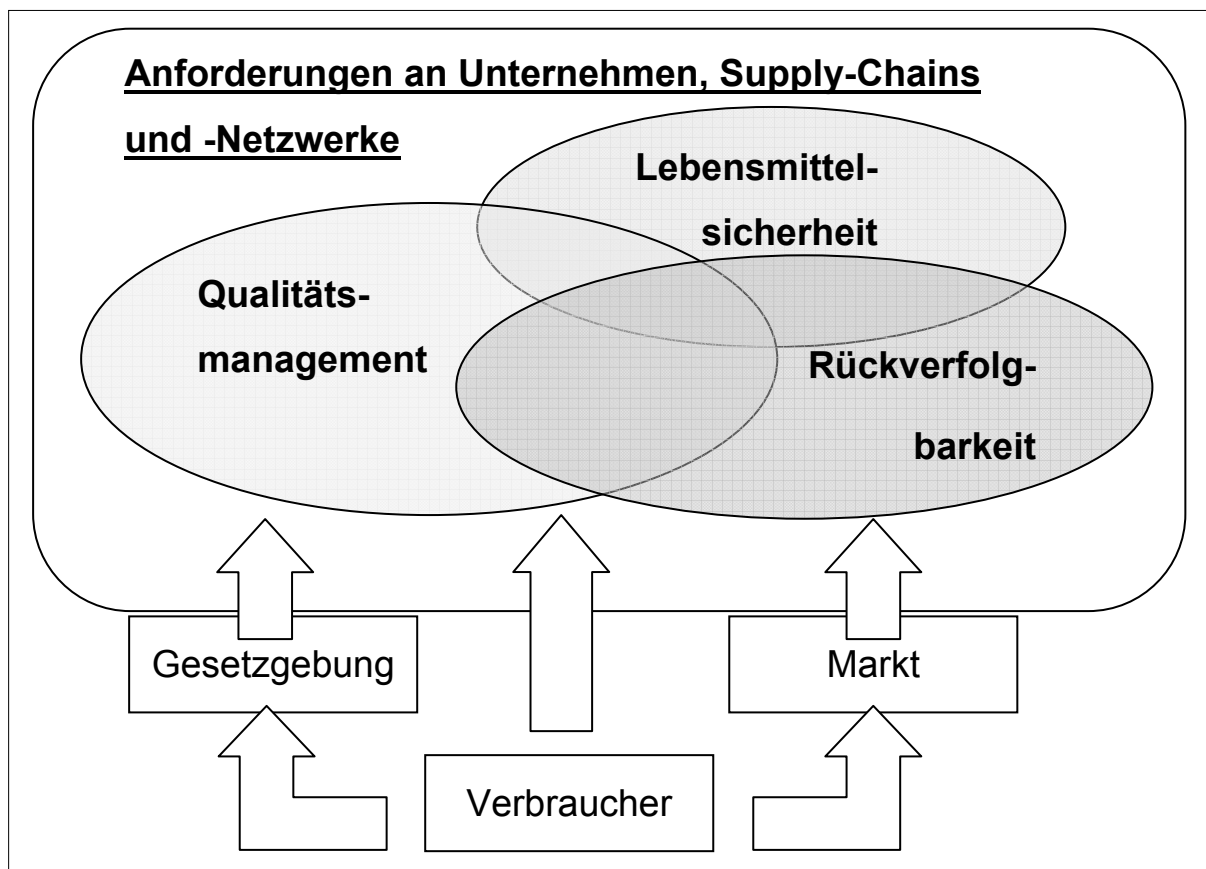 Anforderungen an Unternehmen, Supply-Chains
und -Netzwerke
Lebensmittel-
sicherheit
Qualitäts-
management
Rückverfolg-
barkeit
Gesetzgebung
Markt
Verbraucher